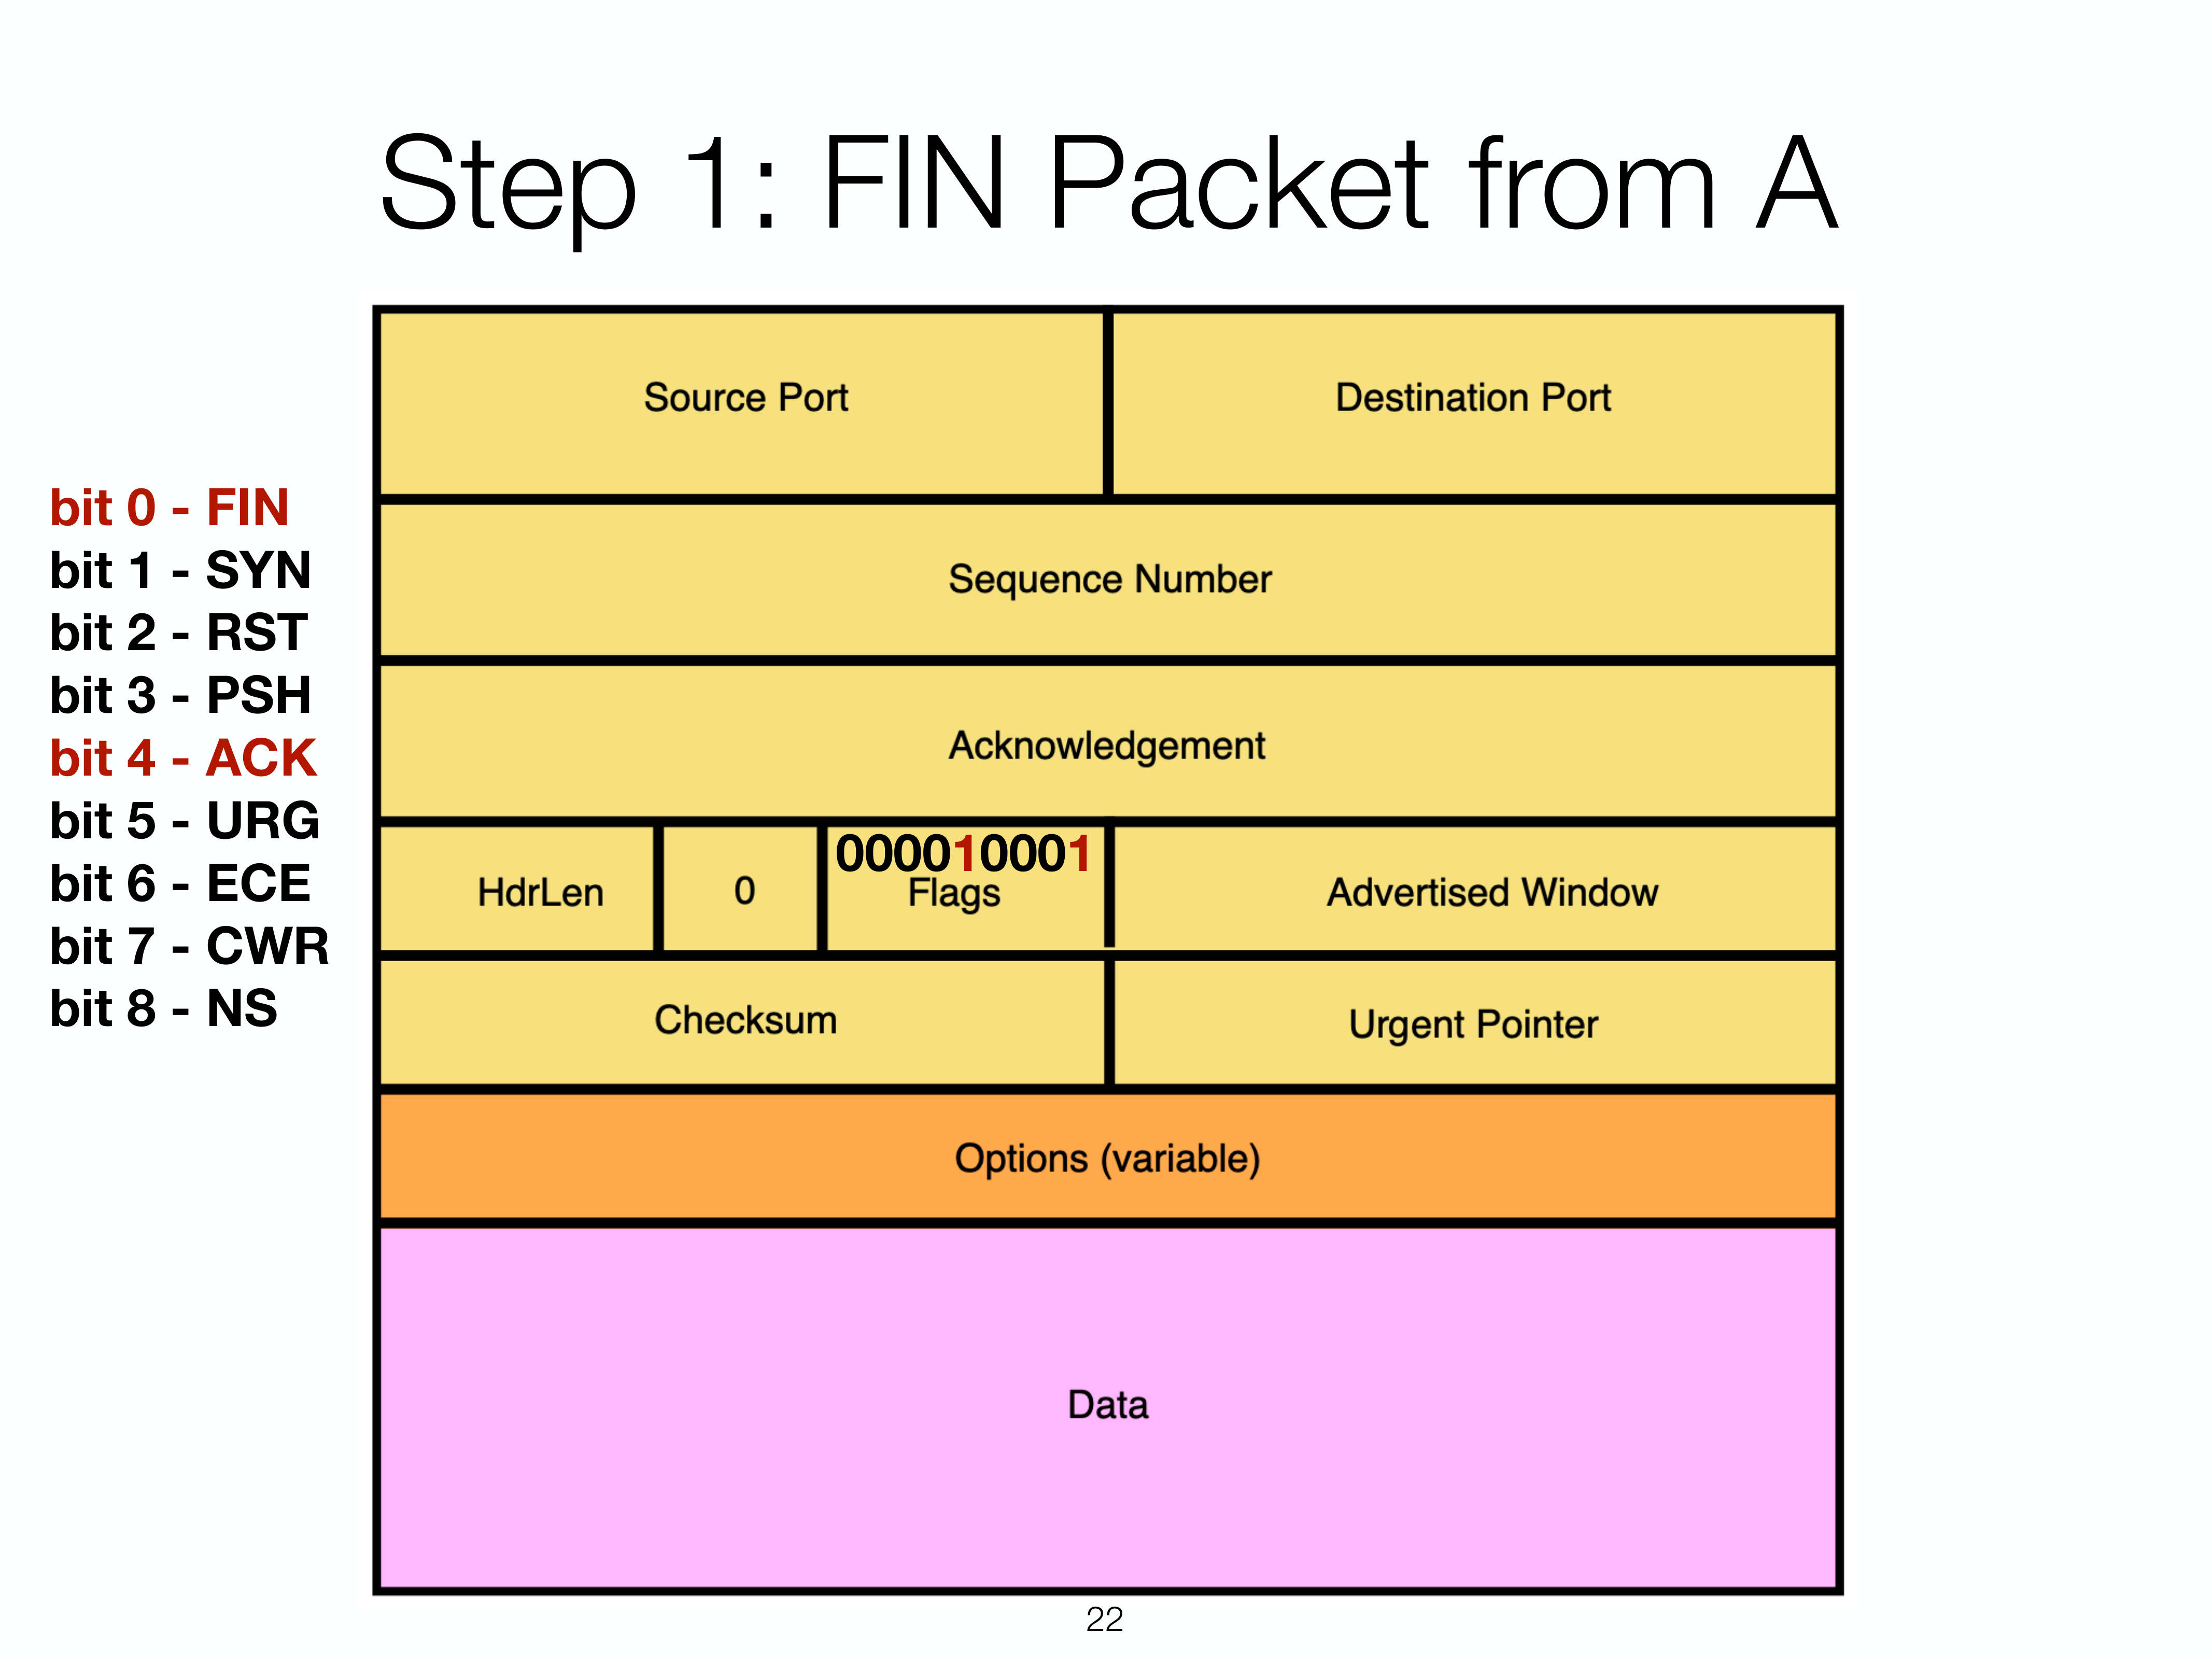 Step 1: FIN Packet from A
Source Port
Destination Port
bit 0 - FIN
bit 1 - SYN
bit 2 - RST
bit 3 - PSH
bit 4 - ACK
bit 5 - URG
bit 6 - ECE
bit 7 - CWR
bit 8 - NS
Sequence Number
Acknowledgement
HdrLen
0
000010001
Flags
Advertised Window
Checksum
Urgent Pointer
Options (variable)
Data
22